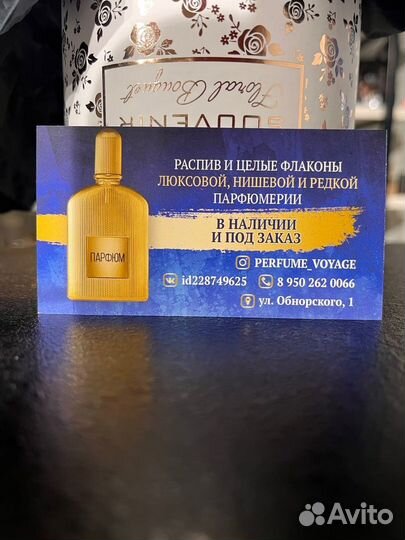 Floral Bouquet
SOUVENIR
РАСПИВ И ЦЕЛЫЕ ФЛАКОНЫ
ЛЮКСОВОЙ, НИШЕВОЙ И РЕДКОЙ
ПАРФЮМЕРИИ
В НАЛИЧИИ
И ПОД ЗАКАЗ
ПАРФЮМ
PERFUME_VOYAGE
id228749625 8 950 262 0066
ул. Обнорского, 1
Avito